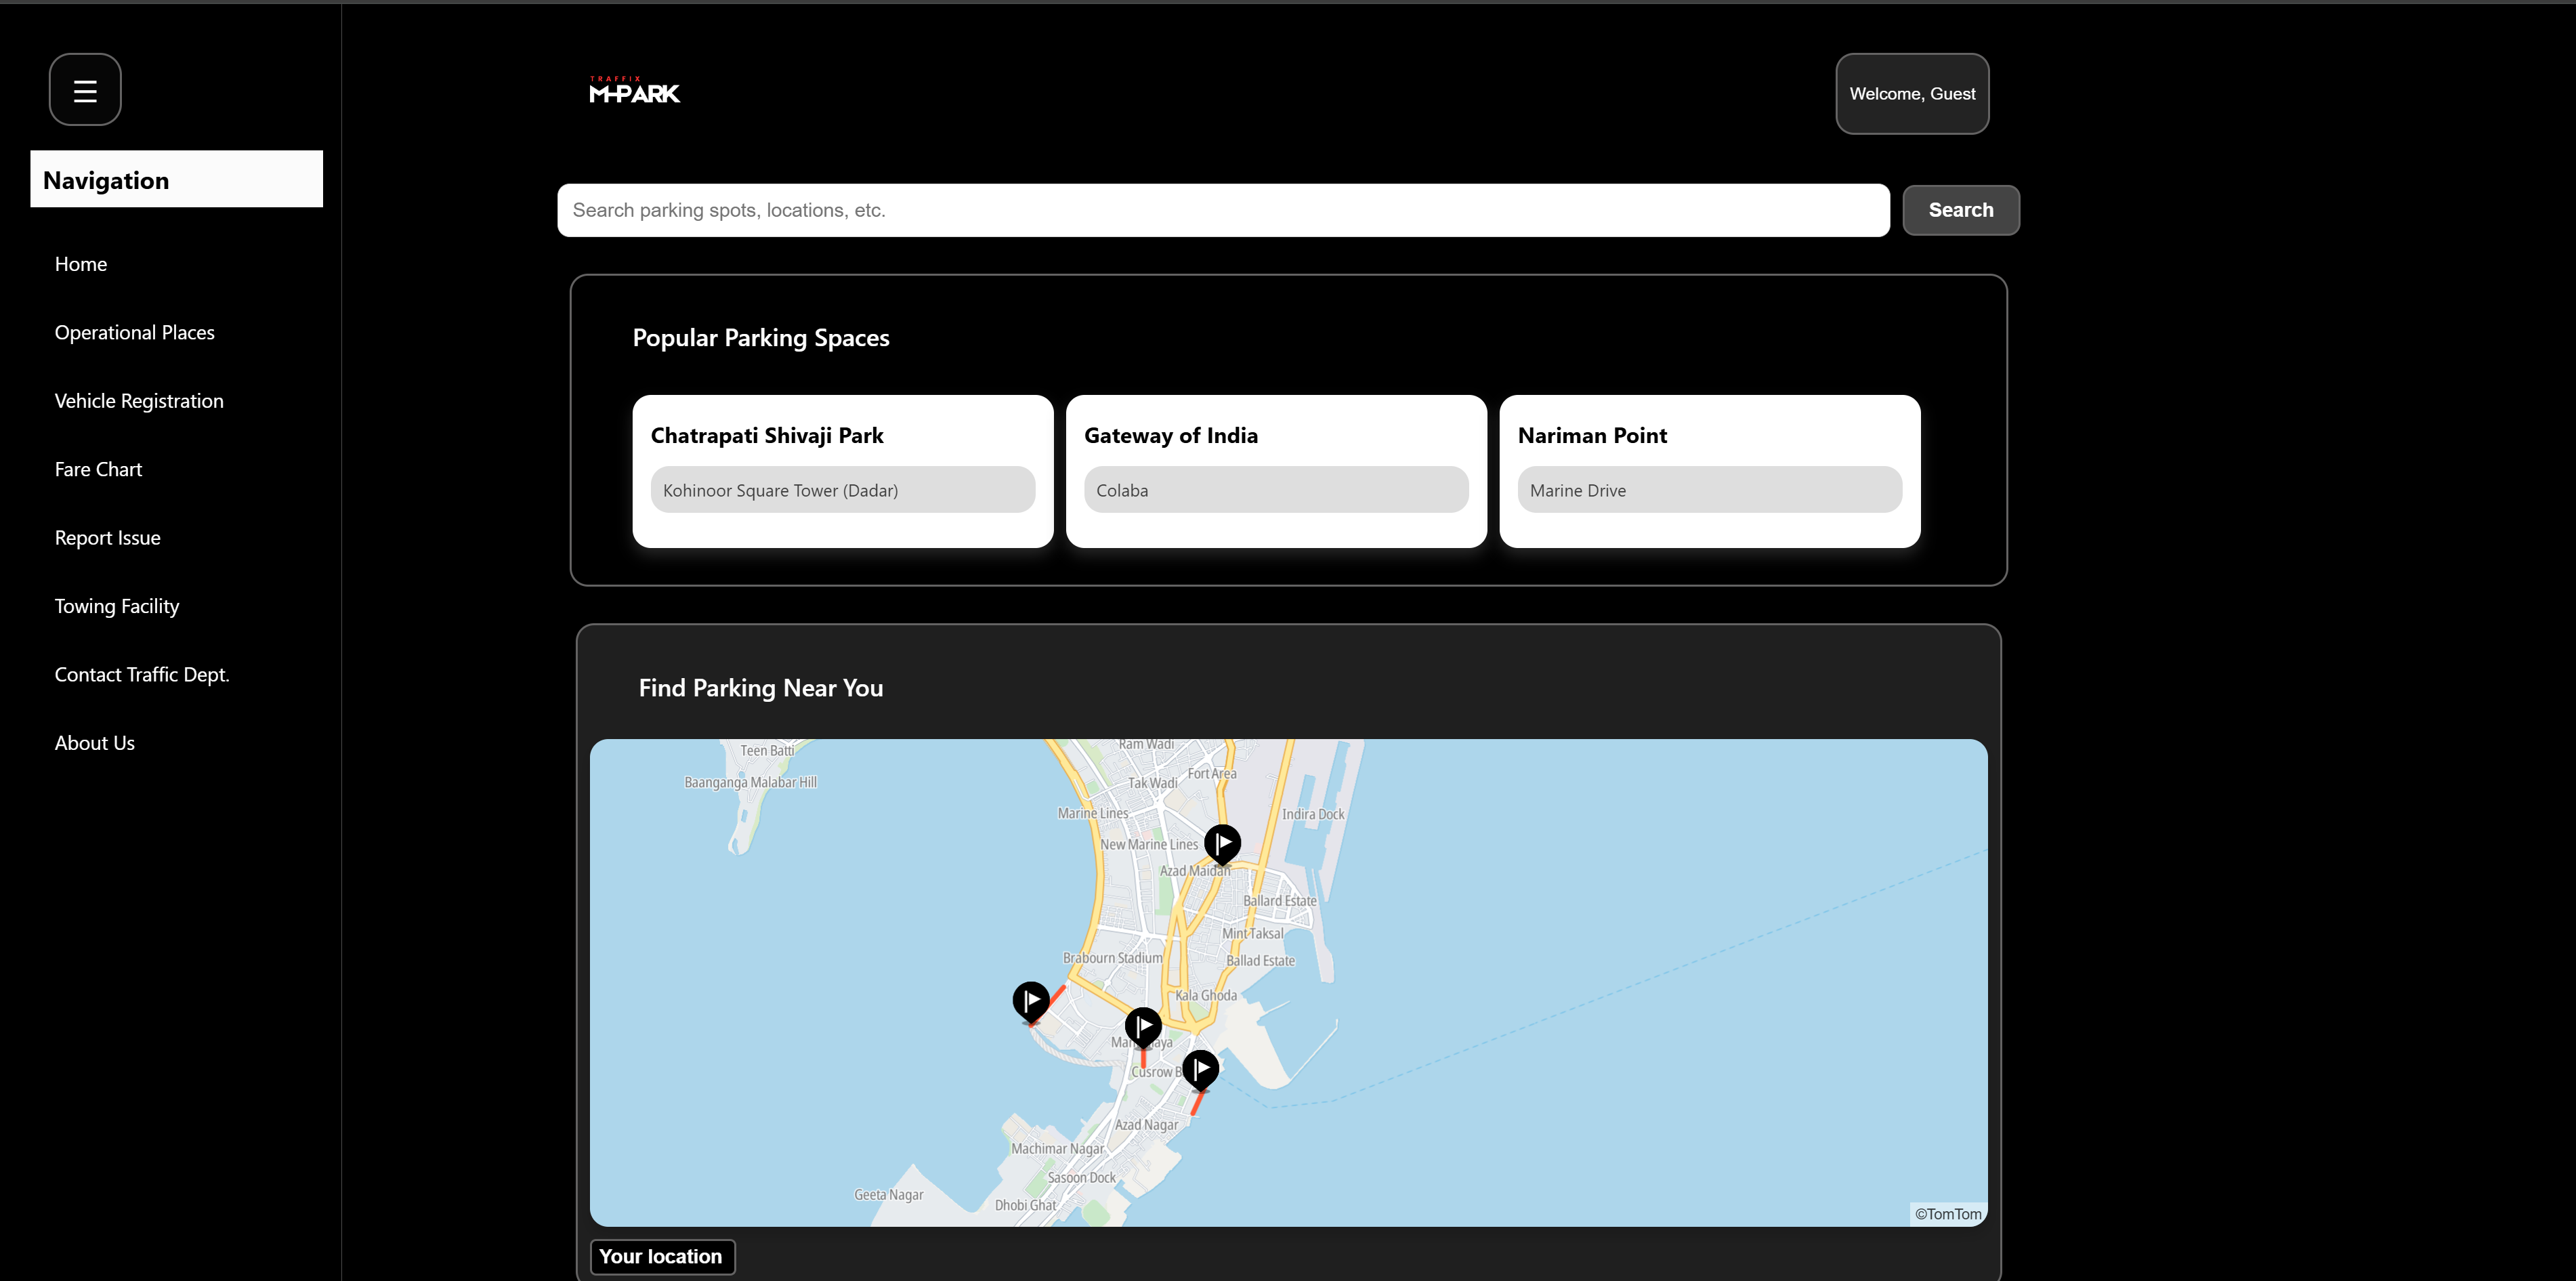 ☰
Navigation
Home
Operational Places
Vehicle Registration
Fare Chart
Report Issue
Towing Facility
Contact Traffic Dept.
About Us
TRAFFIX
M-PARK
Welcome, Guest
Search parking spots, locations, etc.
Search
Popular Parking Spaces
Chatrapati Shivaji Park
Kohinoor Square Tower (Dadar)
Gateway of India
Colaba
Nariman Point
Marine Drive
Find Parking Near You
Teen Batti
Ram Wadi
Baanganga Malabar Hill
Tak Wadi
Fort Area
Marine Lines
Indira Dock
New Marine Lines
Azad Maidan
Ballard Estate
Mint Taksal
Brabourn Stadium
Ballad Estate
Kala Ghoda
Cusrow B
Azad Nagar
Machimar Nagar
Sasoon Dock
Geeta Nagar
Dhobi Ghat
©TomTom
Your location